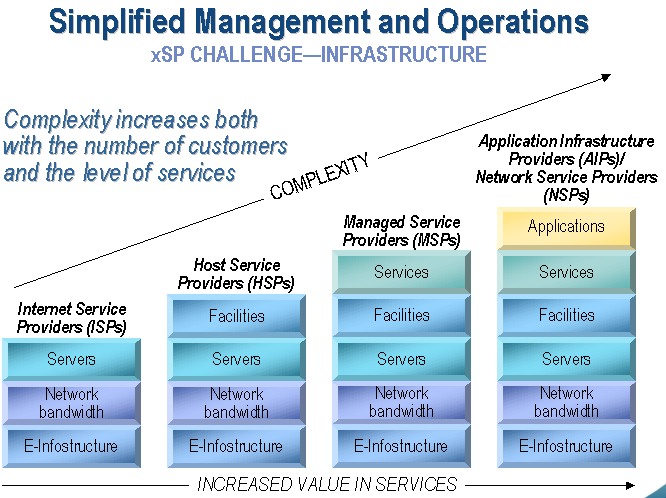 Simplified Management and Operations
xSP CHALLENGE—INFRASTRUCTURE
Complexity increases both
with the number of customers
and the level of services
COMPLEXITY
Internet Service
Providers (ISPs)
Servers
Network
bandwidth
E-Infostructure
Host Service
Providers (HSPs)
Facilities
Servers
Network
bandwidth
E-Infostructure
Managed Service
Providers (MSPs)
Services
Facilities
Servers
Network
bandwidth
E-Infostructure
Application Infrastructure
Providers (AIPs)/
Network Service Providers
(NSPs)
Applications
Services
Facilities
Servers
Network
bandwidth
E-Infostructure
INCREASED VALUE IN SERVICES